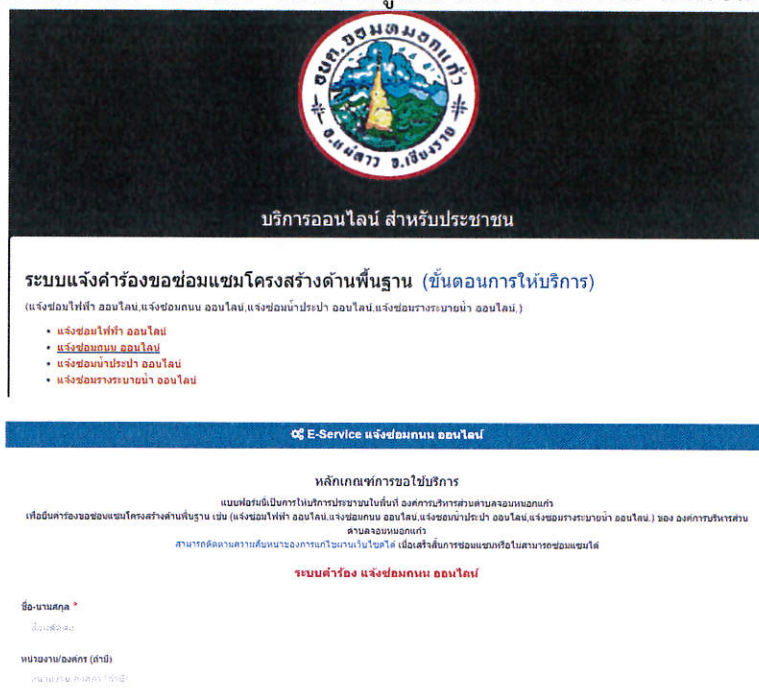 อบต.จอมหมอกแก้ว
อ.แม่ลาว จ.เชียงราย
บริการออนไลน์ สำหรับประชาชน
ระบบแจ้งคำร้องขอซ่อมแซมโครงสร้างด้านพื้นฐาน (ขั้นตอนการให้บริการ)
(แจ้งซ่อมไฟฟ้า ออนไลน์,แจ้งซ่อมถนน ออนไลน์,แจ้งซ่อมน้ำประปา ออนไลน์,แจ้งซ่อมรางระบายน้ำ ออนไลน์,)
• แจ้งซ่อมไฟฟ้า ออนไลน์
• แจ้งซ่อมถนน ออนไลน์
• แจ้งซ่อมน้ำประปา ออนไลน์
• แจ้งซ่อมรางระบายน้ำ ออนไลน์
E-Service แจ้งซ่อมถนน ออนไลน์
หลักเกณฑ์การขอใช้บริการ
แบบฟอร์มนี้เป็นการให้บริการประชาชนในพื้นที่ องค์การบริหารส่วนตำบลจอมหมอกแก้ว
เพื่อยื่นคำร้องขอซ่อมแซมโครงสร้างด้านพื้นฐาน เช่น (แจ้งซ่อมไฟฟ้า ออนไลน์,แจ้งซ่อมถนน ออนไลน์,แจ้งซ่อมน้ำประปา ออนไลน์,แจ้งซ่อมรางระบายน้ำ ออนไลน์,) ของ องค์การบริหารส่วน
ตำบลจอมหมอกแก้ว
สามารถติดตามความคืบหน้าของการแก้ไขผ่านเว็บไซต์ได้ เมื่อเสร็จสิ้นการซ่อมแซมหรือไม่สามารถซ่อมแซมได้
ระบบคำร้อง แจ้งซ่อมถนน ออนไลน์
ชื่อ-นามสกุล *
หน่วยงาน/องค์กร (ถ้ามี)
หน่วยงาน/องค์กร (ถ้ามี)